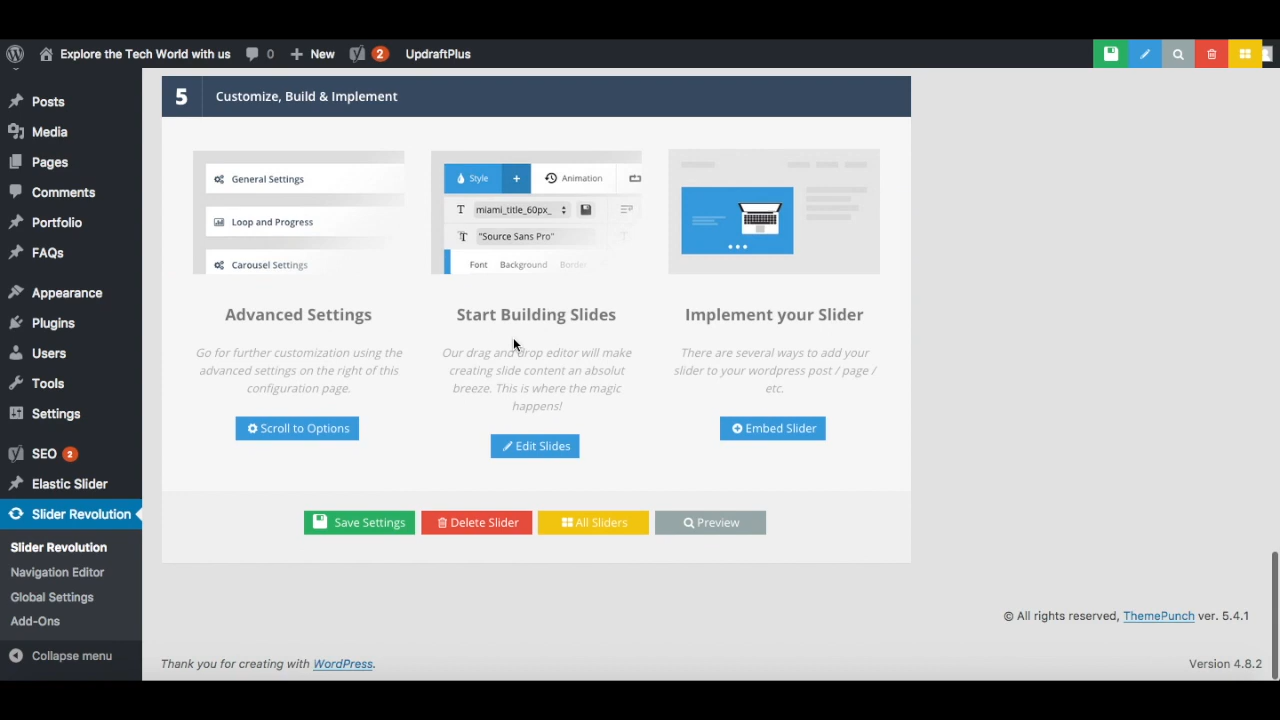 Explore the Tech World with us 0 New 2 UpdraftPlus
Posts
Media
Pages
Comments
Portfolio
FAQs
Appearance
Plugins
Users
Tools
Settings
SEO 2
Elastic Slider
Slider Revolution
Slider Revolution
Navigation Editor
Global Settings
Add-Ons
Collapse menu
5 Customize, Build & Implement
General Settings
Loop and Progress
Carousel Settings
Advanced Settings
Go for further customization using the
advanced settings on the right of this
configuration page.
Scroll to Options
Style + Animation
miami_title_60px_
"Source Sans Pro"
Font Background Border
Start Building Slides
Our drag and drop editor will make
creating slide content an absolut
breeze. This is where the magic
happens!
Edit Slides
Implement your Slider
There are several ways to add your
slider to your wordpress post / page /
etc.
Embed Slider
Save Settings Delete Slider All Sliders Preview
© All rights reserved, ThemePunch ver. 5.4.1
Thank you for creating with WordPress.
Version 4.8.2